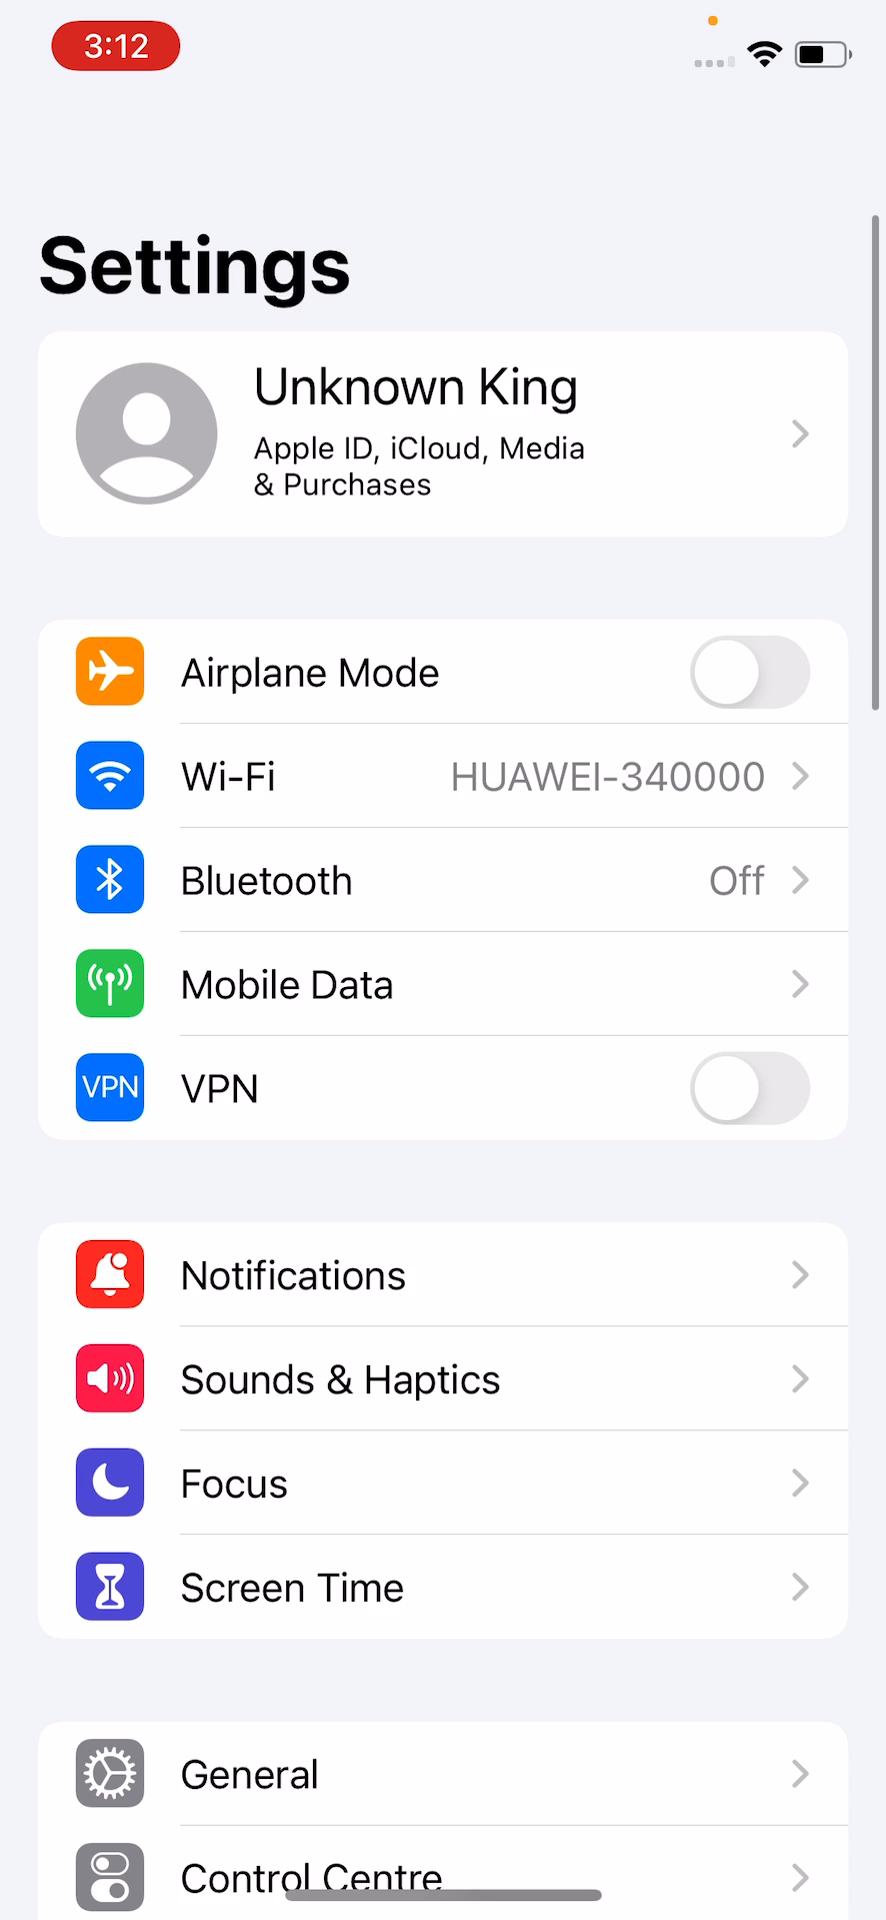 3:12
Settings
Unknown King
Apple ID, iCloud, Media
& Purchases
Airplane Mode
Wi-Fi HUAWEI-340000
Bluetooth Off
Mobile Data
VPN VPN
Notifications
Sounds & Haptics
Focus
Screen Time
General
Control Centre